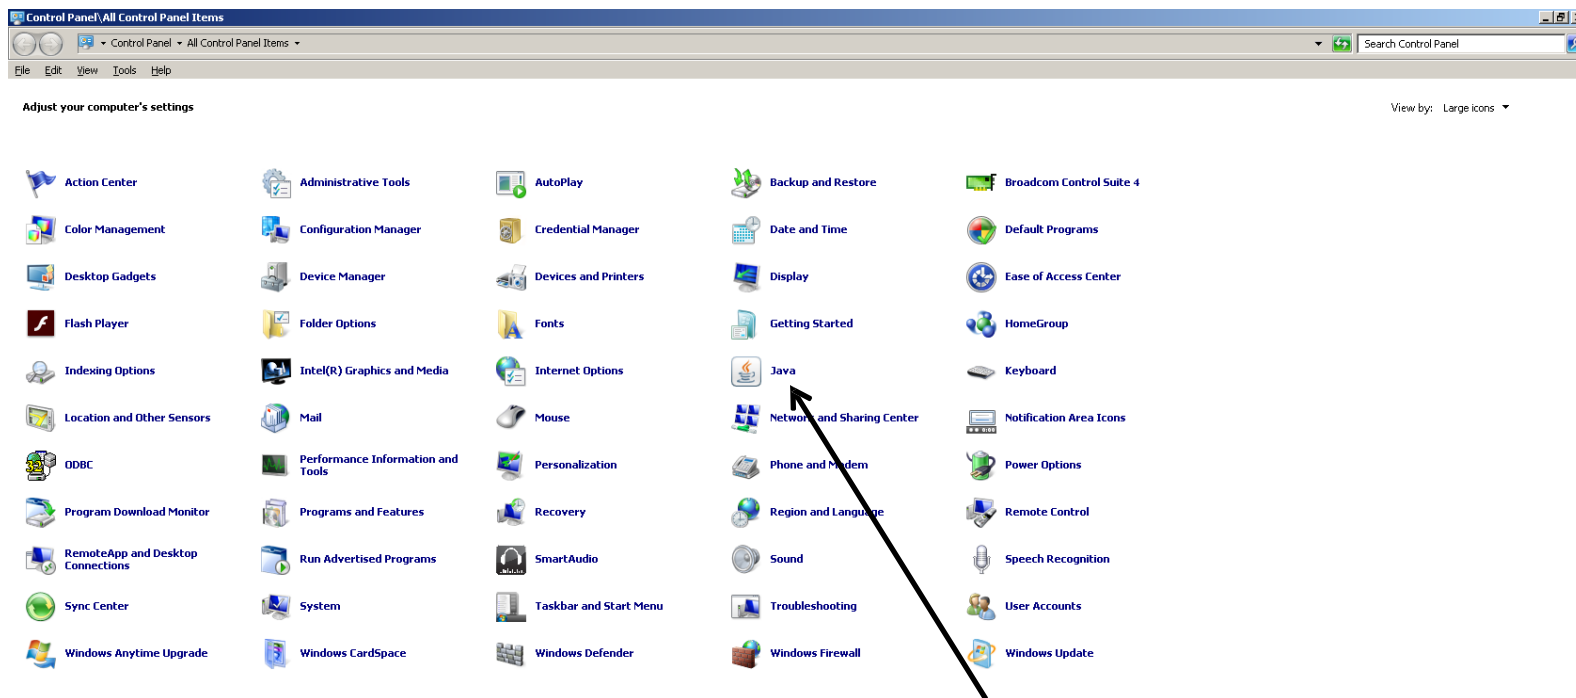 Control Panel\All Control Panel Items
Control Panel All Control Panel Items
Search Control Panel
File Edit View Tools Help
Adjust your computer's settings
View by: Large icons
Action Center
Administrative Tools
AutoPlay
Backup and Restore
Broadcom Control Suite 4
Color Management
Configuration Manager
Credential Manager
Date and Time
Default Programs
Desktop Gadgets
Device Manager
Devices and Printers
Display
Ease of Access Center
Flash Player
Folder Options
Fonts
Getting Started
HomeGroup
Indexing Options
Intel(R) Graphics and Media
Internet Options
Java
Keyboard
Location and Other Sensors
Mail
Mouse
Network and Sharing Center
Notification Area Icons
32
ODBC
Performance Information and
Tools
Personalization
Phone and Modem
Power Options
Program Download Monitor
Programs and Features
Recovery
Region and Language
Remote Control
RemoteApp and Desktop
Connections
Run Advertised Programs
SmartAudio
Sound
Speech Recognition
Sync Center
System
Taskbar and Start Menu
Troubleshooting
User Accounts
Windows Anytime Upgrade
Windows CardSpace
Windows Defender
Windows Firewall
Windows Update